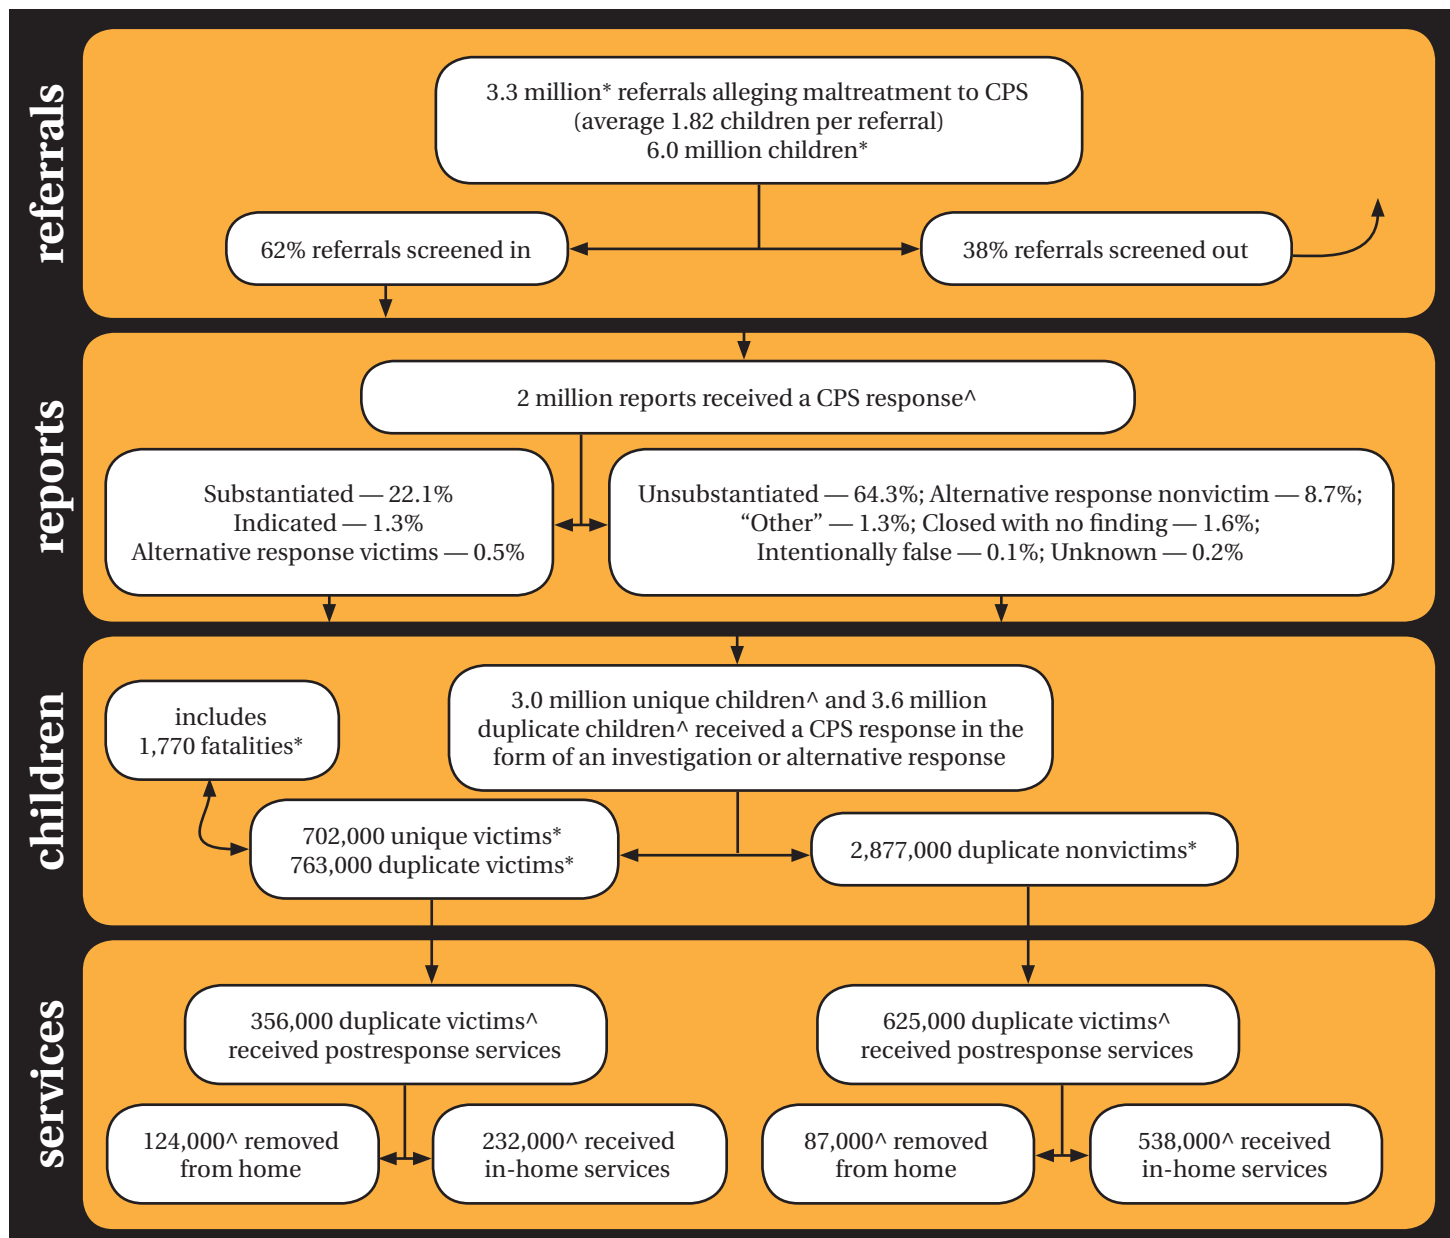 referrals
3.3 million* referrals alleging maltreatment to CPS
(average 1.82 children per referral)
6.0 million children*
62% referrals screened in
38% referrals screened out
reports
2 million reports received a CPS response^
Substantiated — 22.1%
Indicated — 1.3%
Alternative response victims — 0.5%
Unsubstantiated — 64.3%; Alternative response nonvictim — 8.7%;
“Other” — 1.3%; Closed with no finding — 1.6%;
Intentionally false — 0.1%; Unknown — 0.2%
children
includes
1,770 fatalities*
3.0 million unique children^ and 3.6 million
duplicate children^ received a CPS response in the
form of an investigation or alternative response
702,000 unique victims*
763,000 duplicate victims*
2,877,000 duplicate nonvictims*
services
356,000 duplicate victims^
received postresponse services
625,000 duplicate victims^
received postresponse services
124,000^ removed
from home
232,000^ received
in-home services
87,000^ removed
from home
538,000^ received
in-home services